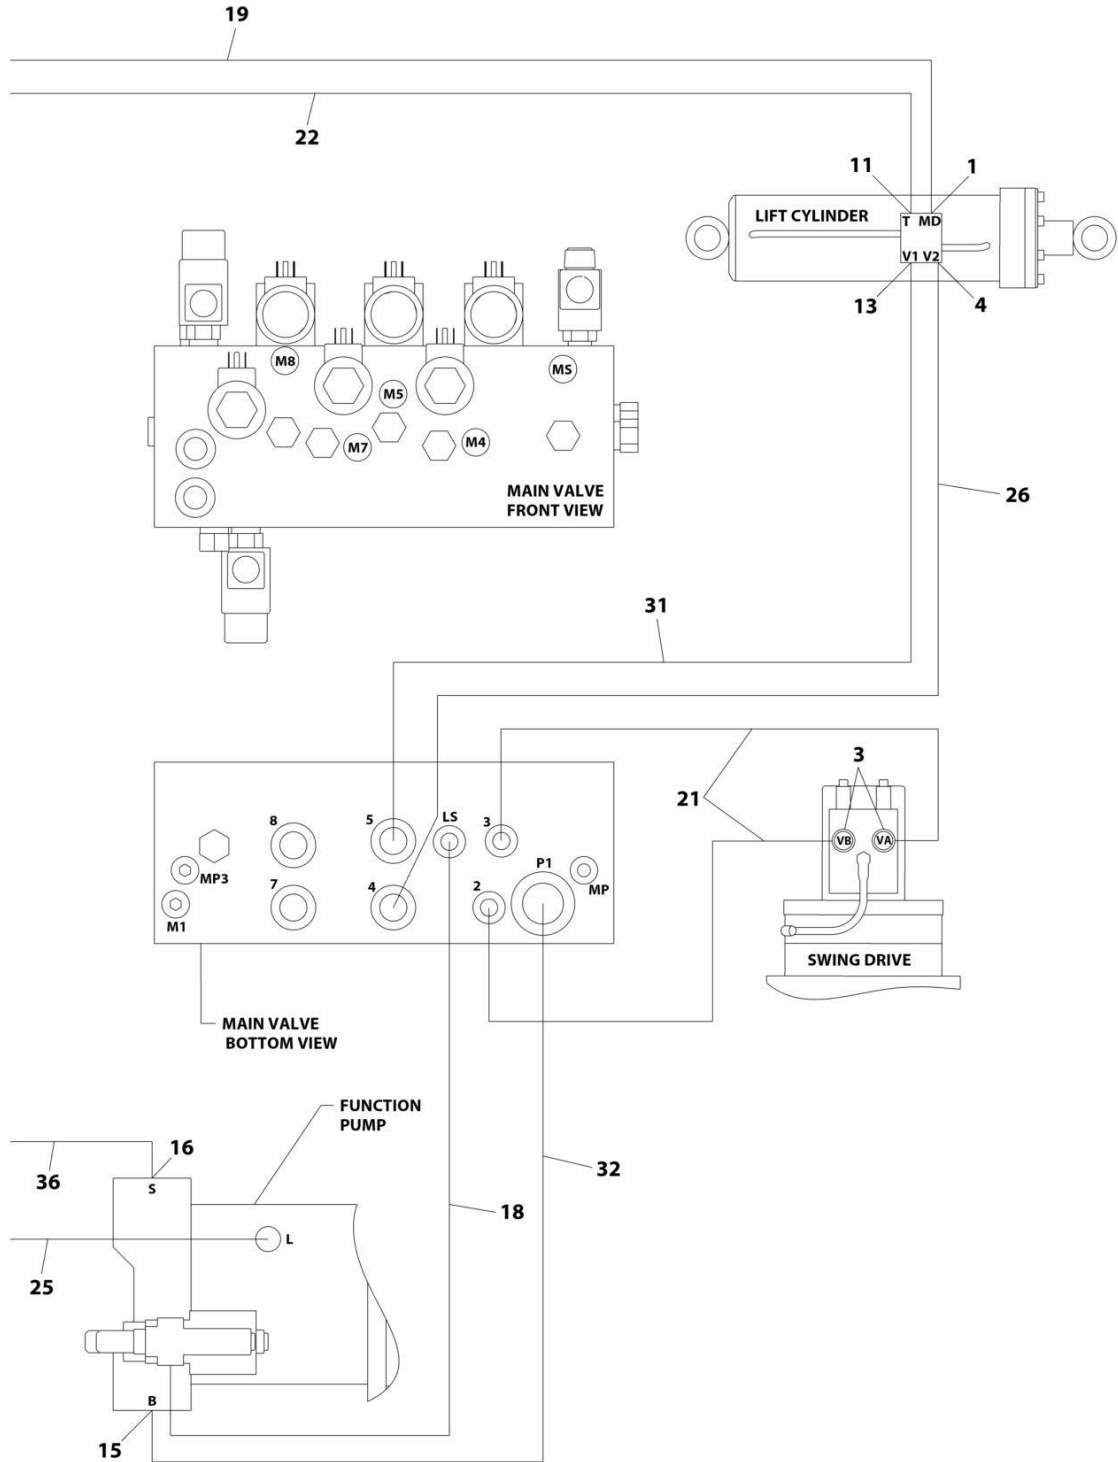 19
22
11
1
LIFT CYLINDER
T MD
V1 V2
13
4
M8
MS
M5
M7
M4
MAIN VALVE
FRONT VIEW
26
31
3
21
8
5
LS
3
VB
VA
P1
MP3
7
4
2
MP
M1
SWING DRIVE
MAIN VALVE
BOTTOM VIEW
FUNCTION
PUMP
16
36
S
32
18
L
25
B
15